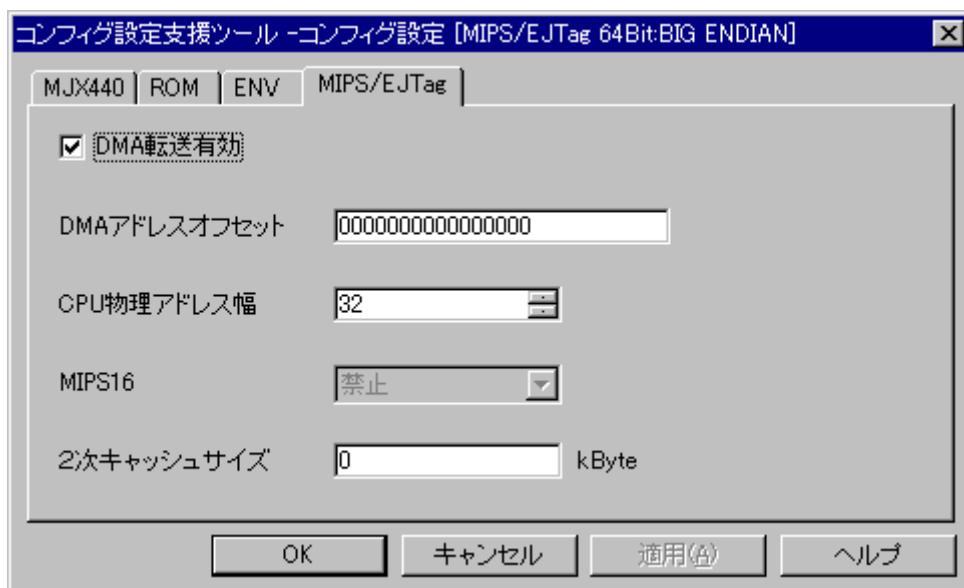 コンフィグ設定支援ツール -コンフィグ設定 [MIPS/EJTag 64Bit:BIG ENDIAN]
MJX440 ROM ENV MIPS/EJTag
DMA転送有効
DMAアドレスオフセット 0000000000000000
CPU物理アドレス幅 32
MIPS16 禁止
2次キャッシュサイズ 0 kByte
OK キャンセル 適用(A) ヘルプ